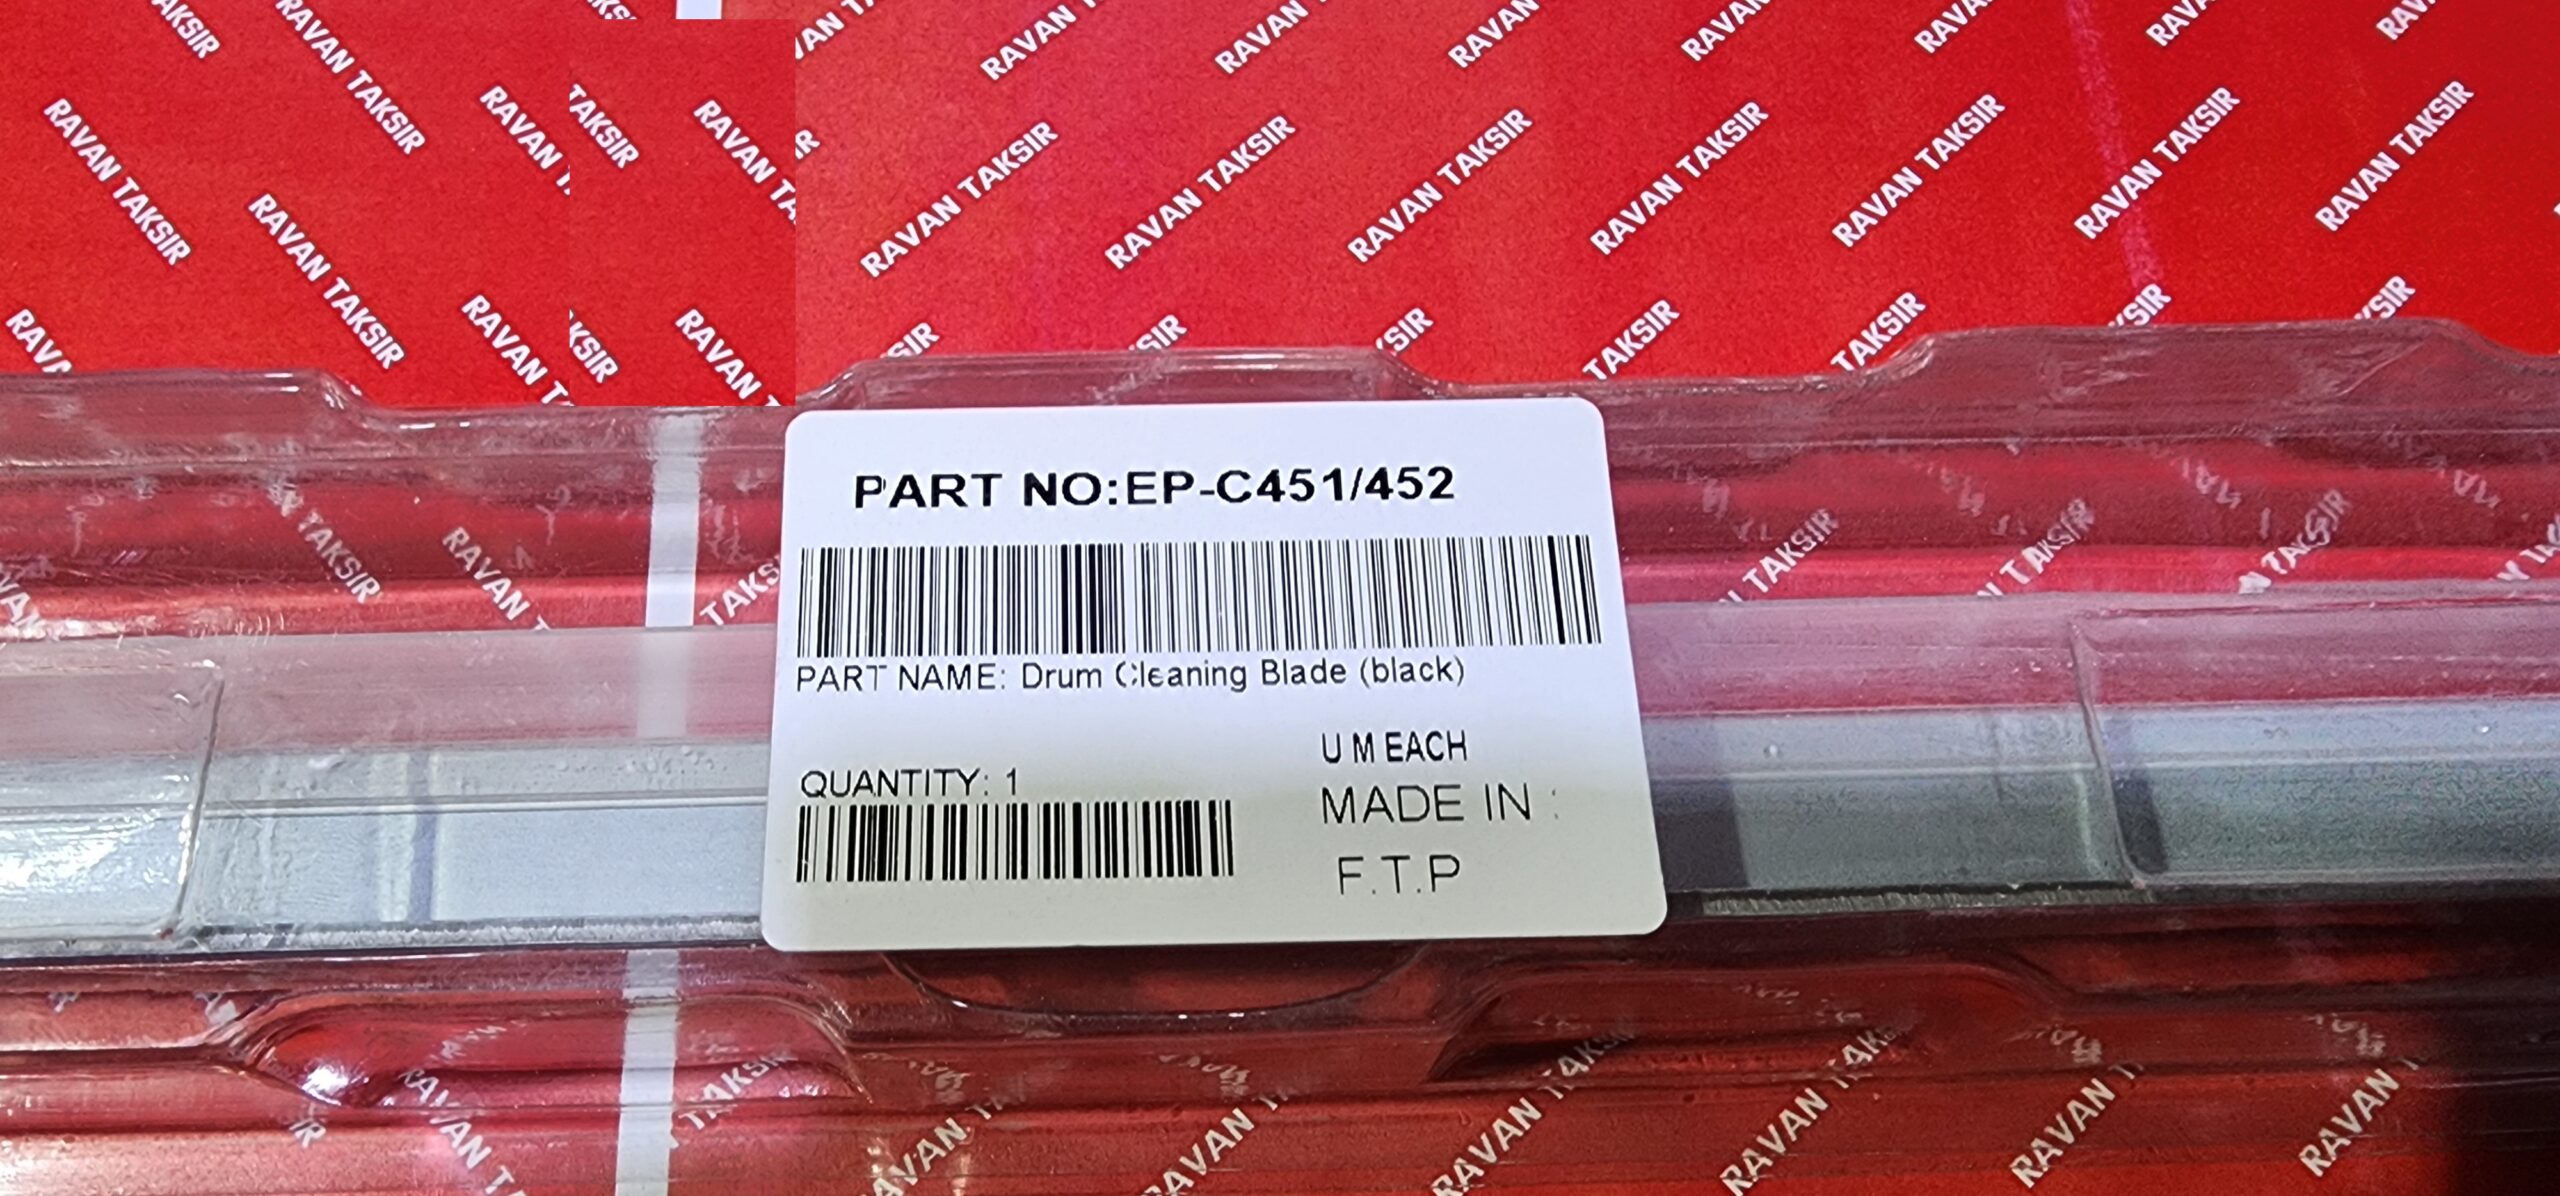 RAVAN TAKSIR
PART NO:EP-C451/452
PART NAME: Drum Cleaning Blade (black)
U M EACH
QUANTITY: 1
MADE IN :
F.T.P